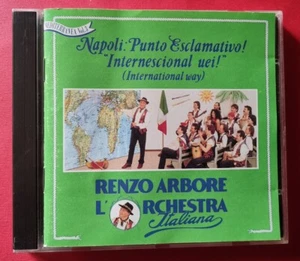 Napoli: Punto Esclamativo!
"Internescional uei!"
(International way)
RENZO ARBORE
L'ORCHESTRA
Italiana